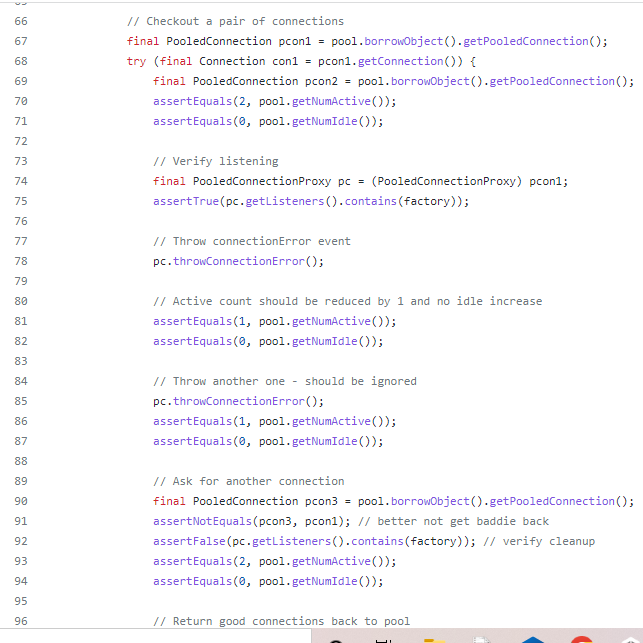 66 // Checkout a pair of connections
67 final PooledConnection pcon1 = pool.borrowObject().getPooledConnection();
68 try (final Connection con1 = pcon1.getConnection()) {
69 final PooledConnection pcon2 = pool.borrowObject().getPooledConnection();
70 assertEquals(2, pool.getNumActive());
71 assertEquals(0, pool.getNumIdle());
72
73 // Verify listening
74 final PooledConnectionProxy pc = (PooledConnectionProxy) pcon1;
75 assertTrue(pc.getListeners().contains(factory));
76
77 // Throw connectionError event
78 pc.throwConnectionError();
79
80 // Active count should be reduced by 1 and no idle increase
81 assertEquals(1, pool.getNumActive());
82 assertEquals(0, pool.getNumIdle());
83
84 // Throw another one - should be ignored
85 pc.throwConnectionError();
86 assertEquals(1, pool.getNumActive());
87 assertEquals(0, pool.getNumIdle());
88
89 // Ask for another connection
90 final PooledConnection pcon3 = pool.borrowObject().getPooledConnection();
91 assertNotEquals(pcon3, pcon1); // better not get baddie back
92 assertFalse(pc.getListeners().contains(factory)); // verify cleanup
93 assertEquals(2, pool.getNumActive());
94 assertEquals(0, pool.getNumIdle());
95
96 // Return good connections back to pool